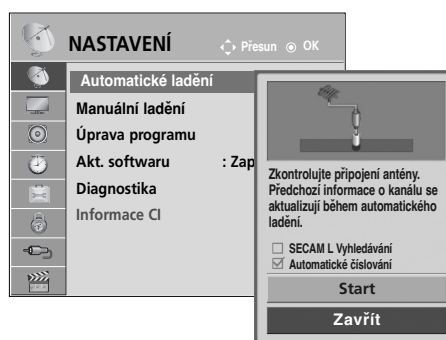 NASTAVENÍ Přesun OK
Automatické ladění
Manuální ladění
Úprava programu
Akt. softwaru : Zap
Diagnostika
Informace CI
Zkontrolujte připojení antény.
Předchozí informace o kanálu se
aktualizují během automatického
ladění.
SECAM L Vyhledávání
Automatické číslování
Start
Zavřít